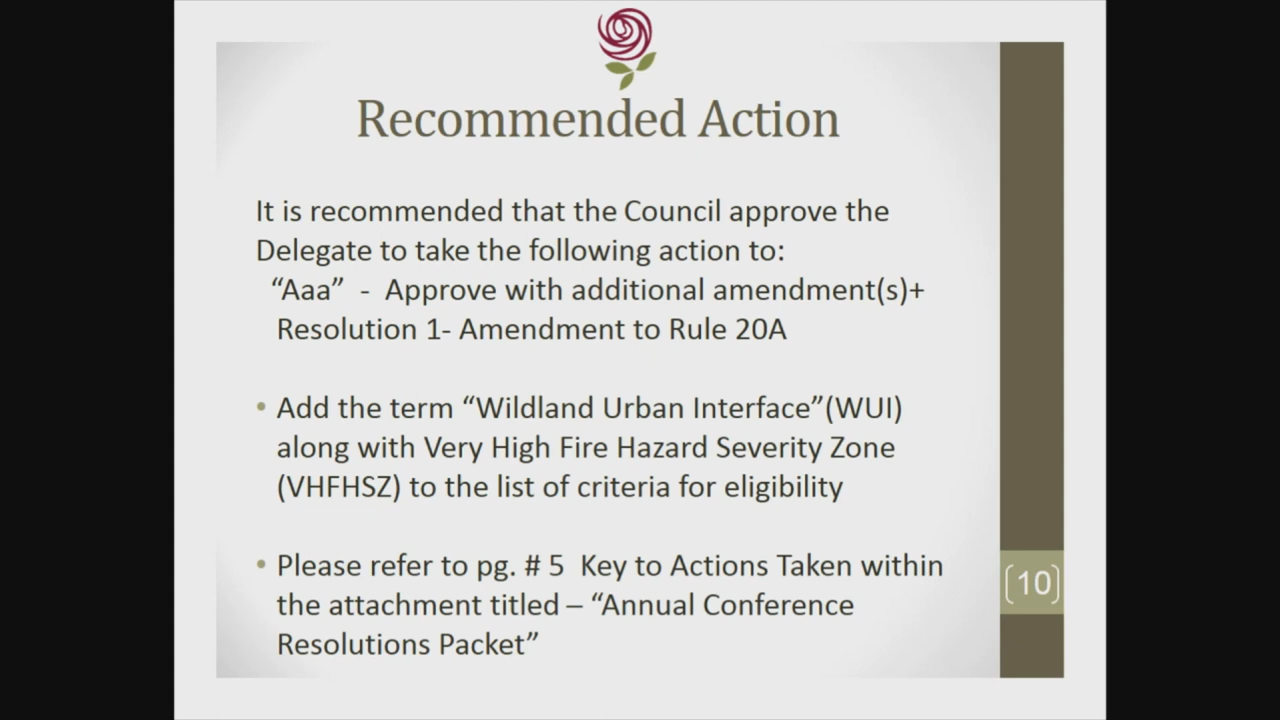 Recommended Action
It is recommended that the Council approve the
Delegate to take the following action to:
“Aaa”  -  Approve with additional amendment(s)+
Resolution 1- Amendment to Rule 20A
• Add the term “Wildland Urban Interface”(WUI)
along with Very High Fire Hazard Severity Zone
(VHFHSZ) to the list of criteria for eligibility
• Please refer to pg. # 5  Key to Actions Taken within
the attachment titled – “Annual Conference
Resolutions Packet”
10